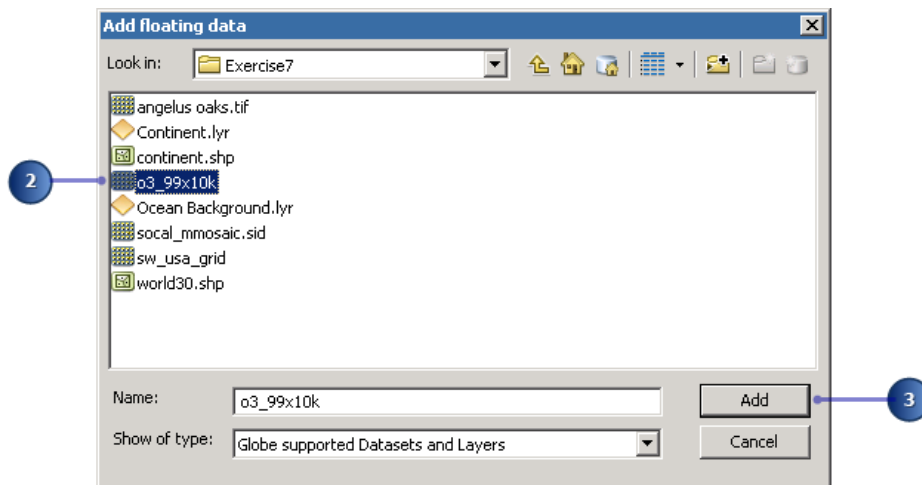 Add floating data
Look in: Exercise7
angelus oaks.tif
Continent.lyr
continent.shp
2
o3_99x10k
Ocean Background.lyr
socal_mmosaic.sid
sw_usa_grid
world30.shp
Name: o3_99x10k Add
3
Show of type: Globe supported Datasets and Layers Cancel